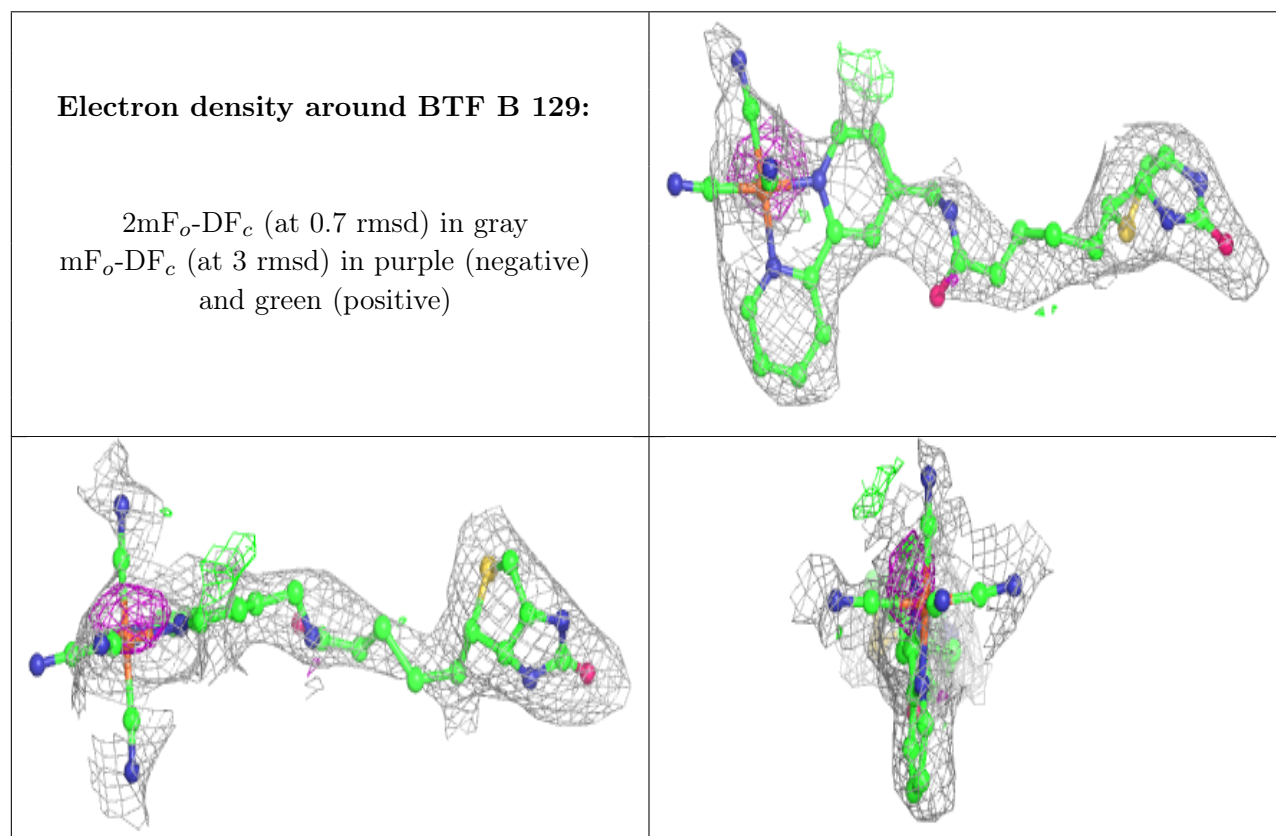 Electron density around BTF B 129:
2mFo-DFc (at 0.7 rmsd) in gray
mFo-DFc (at 3 rmsd) in purple (negative)
and green (positive)